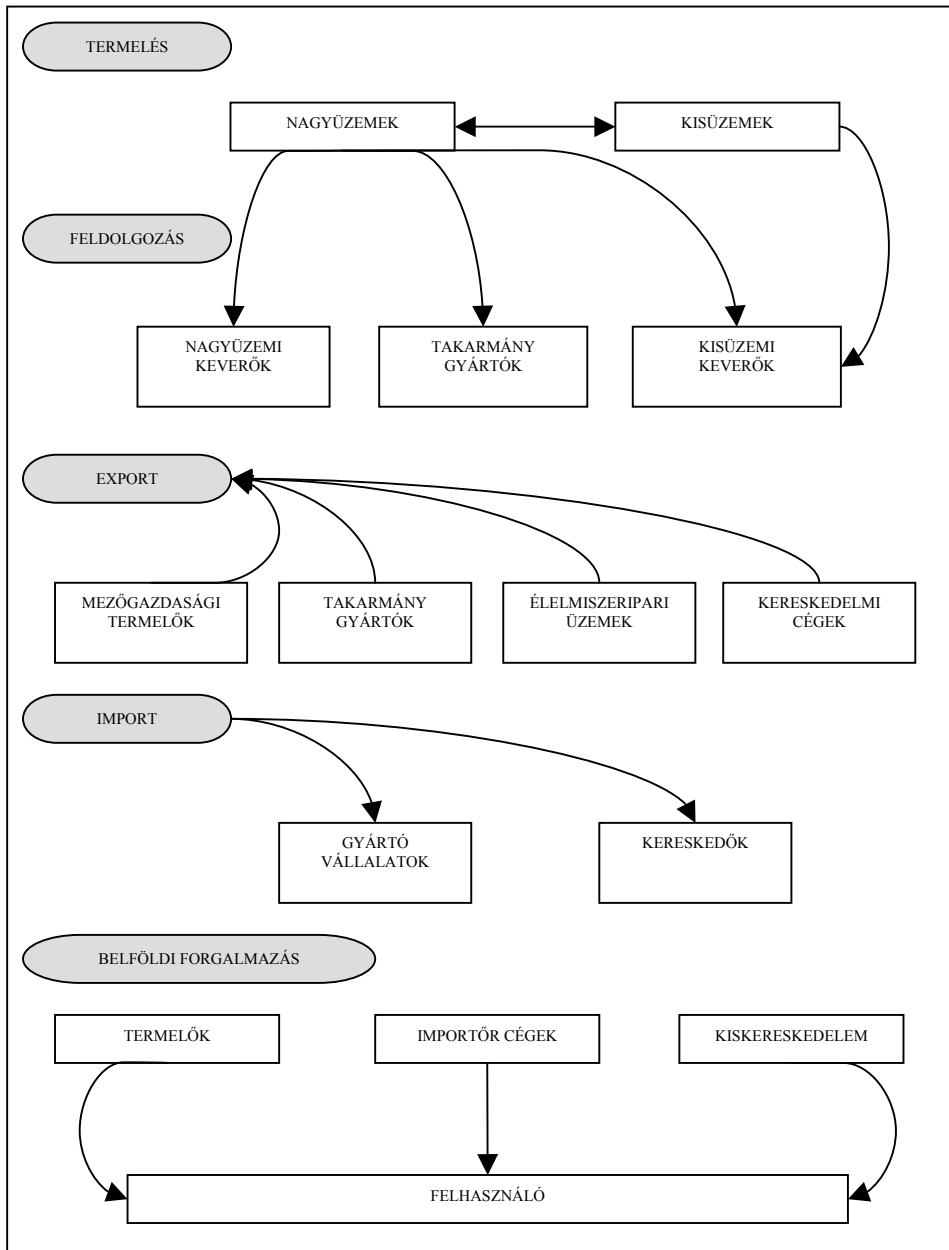 TERMELÉS
NAGYÜZEMEK
KISÜZEMEK
FELDOLGOZÁS
NAGYÜZEMI
KEVERŐK
TAKARMÁNY
GYÁRTÓK
KISÜZEMI
KEVERŐK
EXPORT
MEZŐGAZDASÁGI
TERMELŐK
TAKARMÁNY
GYÁRTÓK
ÉLELMISZERIPARI
ÜZEMEK
KERESKEDELMI
CÉGEK
IMPORT
GYÁRTÓ
VÁLLALATOK
KERESKEDŐK
BELFÖLDI FORGALMAZÁS
TERMELŐK
IMPORTŐR CÉGEK
KISKERESKEDELEM
FELHASZNÁLÓ